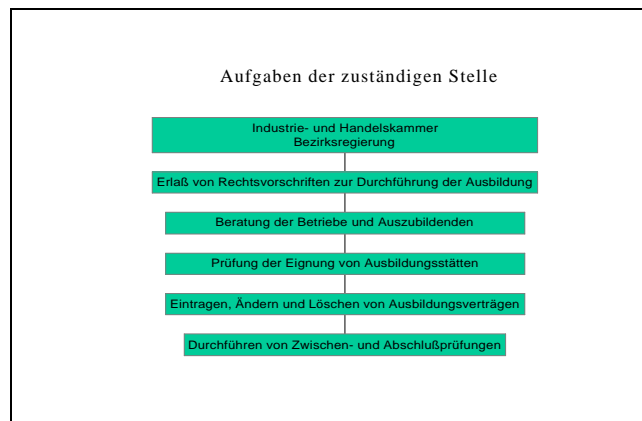 Aufgaben der zuständigen Stelle
Industrie- und Handelskammer
Bezirksregierung
Erlaß von Rechtsvorschriften zur Durchführung der Ausbildung
Beratung der Betriebe und Auszubildenden
Prüfung der Eignung von Ausbildungsstätten
Eintragen, Ändern und Löschen von Ausbildungsverträgen
Durchführen von Zwischen- und Abschlußprüfungen